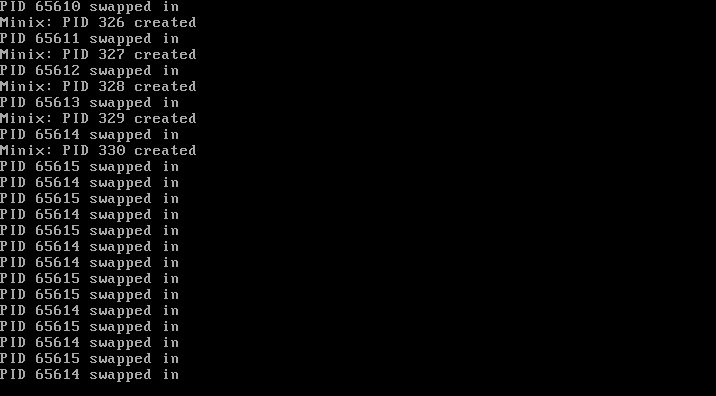 PID 65610 swapped in
Minix: PID 326 created
PID 65611 swapped in
Minix: PID 327 created
PID 65612 swapped in
Minix: PID 328 created
PID 65613 swapped in
Minix: PID 329 created
PID 65614 swapped in
Minix: PID 330 created
PID 65615 swapped in
PID 65614 swapped in
PID 65615 swapped in
PID 65614 swapped in
PID 65615 swapped in
PID 65614 swapped in
PID 65614 swapped in
PID 65615 swapped in
PID 65615 swapped in
PID 65614 swapped in
PID 65615 swapped in
PID 65614 swapped in
PID 65615 swapped in
PID 65614 swapped in